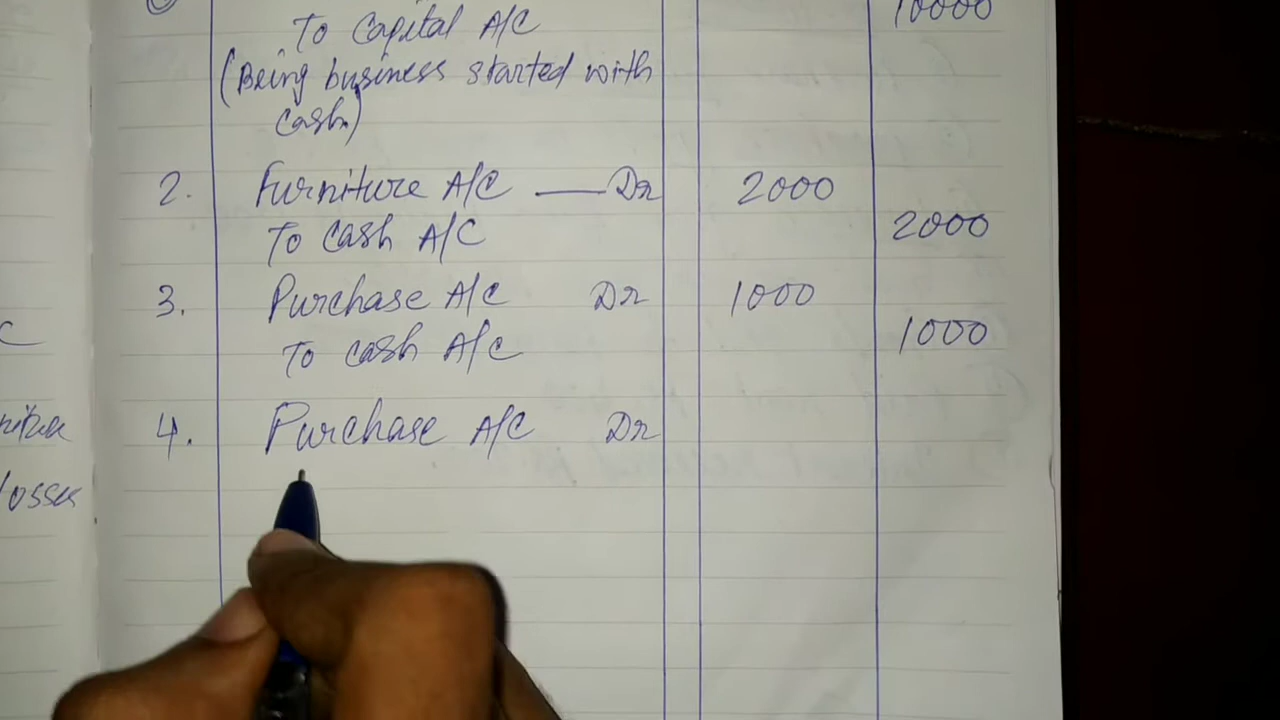 10000
To Capital A/C
(Being business started with
cash)
2. Furniture A/C —— Dr 2000
To cash A/C 2000
3. Purchase A/C Dr 1000
To cash A/C 1000
4. Purchase A/C Dr
losses